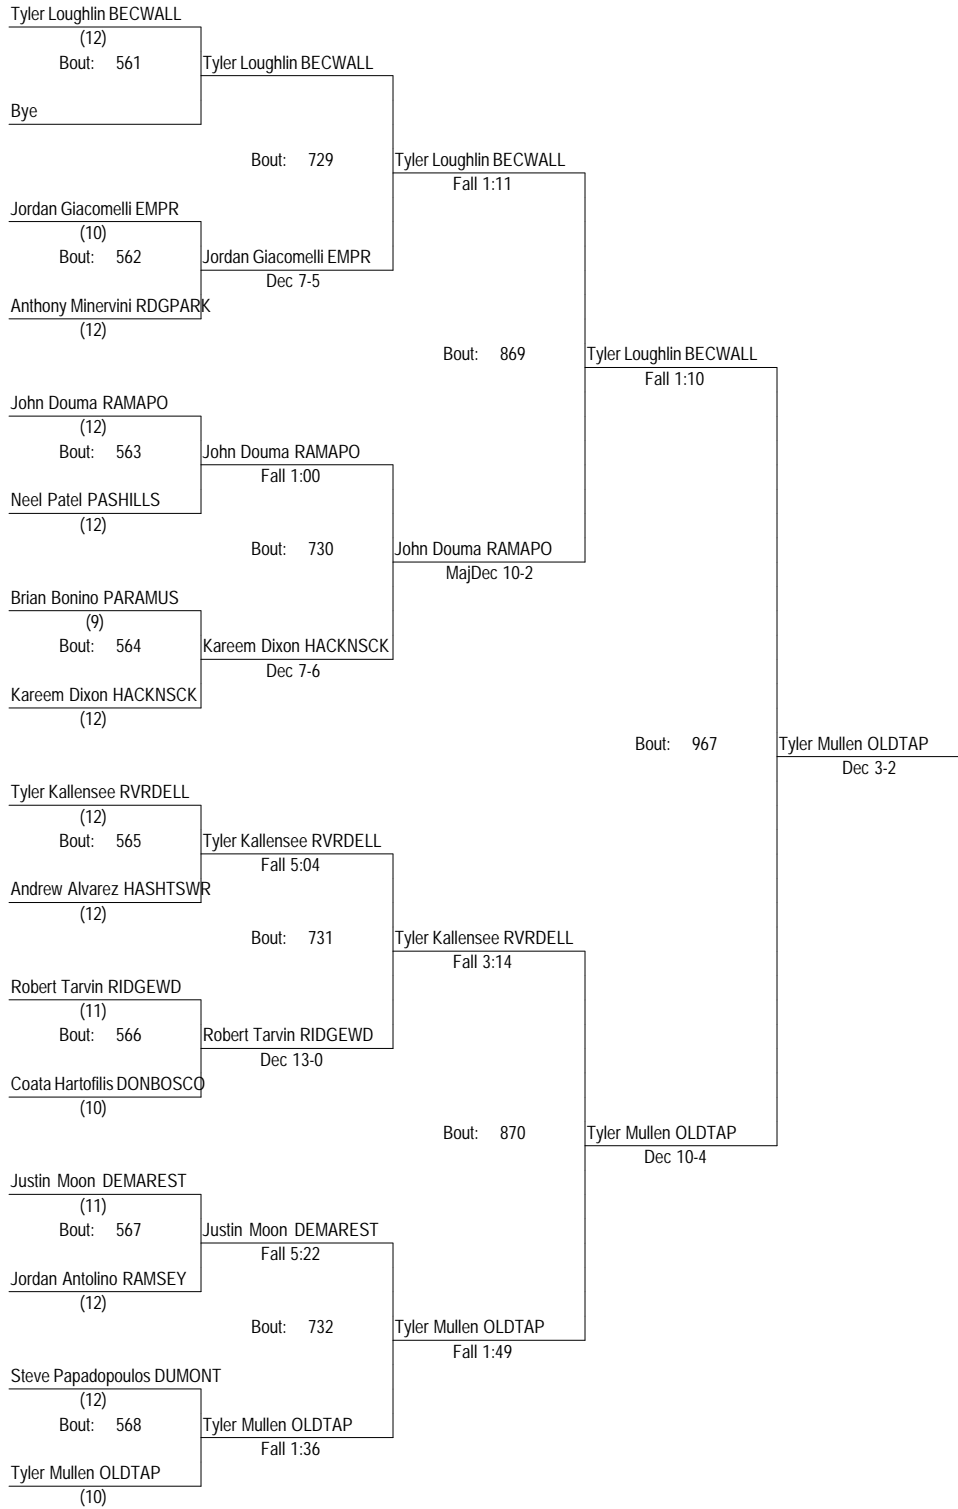 Tyler Loughlin BECWALL
(12)
Bout: 561
Tyler Loughlin BECWALL
Bye
Bout: 729
Tyler Loughlin BECWALL
Fall 1:11
Jordan Giacomelli EMPR
(10)
Bout: 562
Jordan Giacomelli EMPR
Dec 7-5
Anthony Minervini RDGPARK
(12)
Bout: 869
Tyler Loughlin BECWALL
Fall 1:10
John Douma RAMAPO
(12)
Bout: 563
John Douma RAMAPO
Fall 1:00
Neel Patel PASHILLS
(12)
Bout: 730
John Douma RAMAPO
MajDec 10-2
Brian Bonino PARAMUS
(9)
Bout: 564
Kareem Dixon HACKNSCK
Dec 7-6
Kareem Dixon HACKNSCK
(12)
Bout: 967
Tyler Mullen OLDTAP
Dec 3-2
Tyler Kallensee RVRDELL
(12)
Bout: 565
Tyler Kallensee RVRDELL
Fall 5:04
Andrew Alvarez HASHTSWR
(12)
Bout: 731
Tyler Kallensee RVRDELL
Fall 3:14
Robert Tarvin RIDGEWD
(11)
Bout: 566
Robert Tarvin RIDGEWD
Dec 13-0
Coata Hartofilis DONBOSCO
(10)
Bout: 870
Tyler Mullen OLDTAP
Dec 10-4
Justin Moon DEMAREST
(11)
Bout: 567
Justin Moon DEMAREST
Fall 5:22
Jordan Antolino RAMSEY
(12)
Bout: 732
Tyler Mullen OLDTAP
Fall 1:49
Steve Papadopoulos DUMONT
(12)
Bout: 568
Tyler Mullen OLDTAP
Fall 1:36
Tyler Mullen OLDTAP
(10)